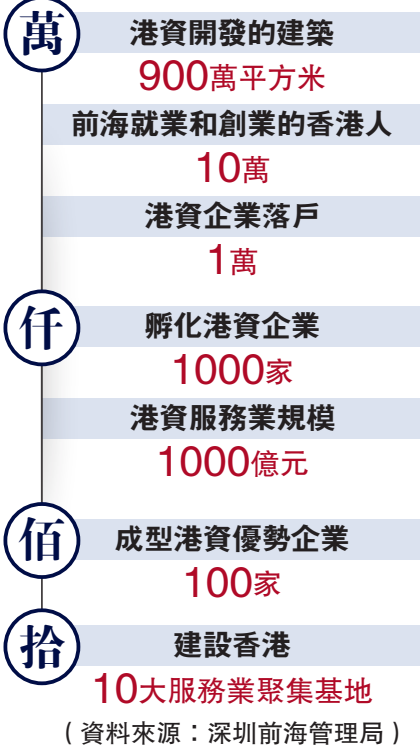 萬
港資開發的建築
900萬平方米
前海就業和創業的香港人
10萬
港資企業落戶
1萬
仟
孵化港資企業
1000家
港資服務業規模
1000億元
佰
成型港資優勢企業
100家
拾
建設香港
10大服務業聚集基地
（資料來源：深圳前海管理局）